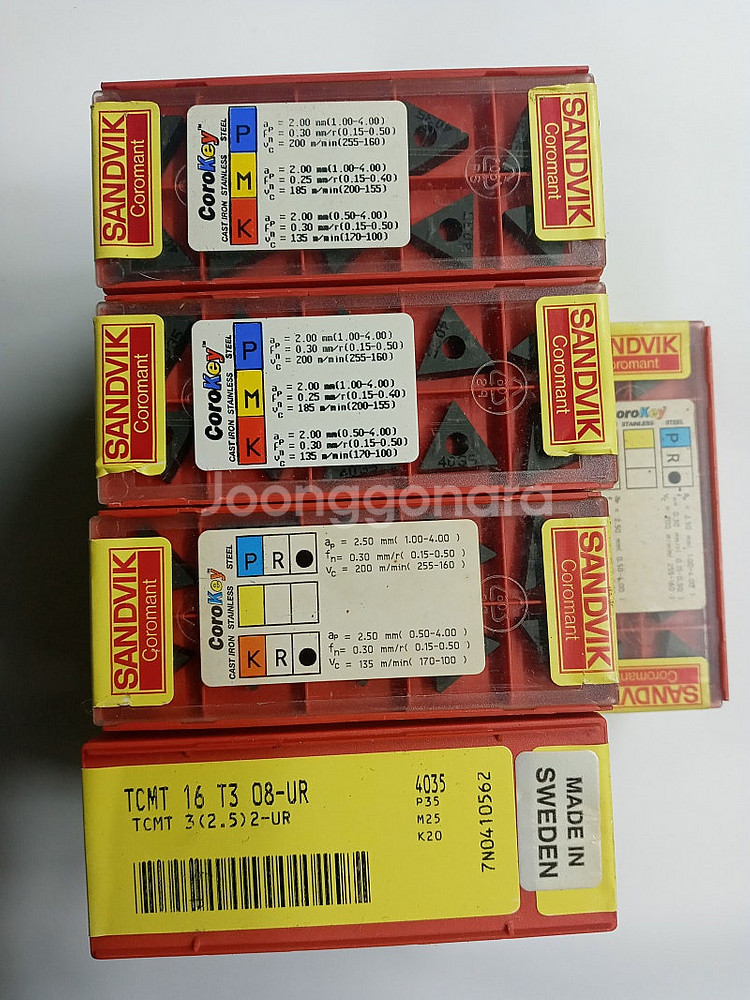 SANDVIK
Coromant
CoroKey™
CAST IRON STAINLESS STEEL
P
M
K
ap = 2.00 mm(1.00-4.00)
fn = 0.30 mm/r(0.15-0.50)
vc = 200 m/min(255-160)
ap = 2.00 mm(1.00-4.00)
fn = 0.25 mm/r(0.15-0.40)
vc = 185 m/min(200-155)
ap = 2.00 mm(0.50-4.00)
fn = 0.30 mm/r(0.15-0.50)
vc = 135 m/min(170-100)
SANDVIK
Coromant
SANDVIK
Coromant
CoroKey™
CAST IRON STAINLESS STEEL
P
M
K
ap = 2.00 mm(1.00-4.00)
fn = 0.30 mm/r(0.15-0.50)
vc = 200 m/min(255-160)
ap = 2.00 mm(1.00-4.00)
fn = 0.25 mm/r(0.15-0.40)
vc = 185 m/min(200-155)
ap = 2.00 mm(0.50-4.00)
fn = 0.30 mm/r(0.15-0.50)
vc = 135 m/min(170-100)
4035
SANDVIK
Coromant
Joonggonara
SANDVIK
Coromant
CoroKey
CAST IRON STAINLESS STEEL
P R
K R
ap = 2.50 mm( 1.00-4.00 )
fn= 0.30 mm/r( 0.15-0.50 )
vc = 200 m/min( 255-160 )
ap = 2.50 mm( 0.50-4.00 )
fn= 0.30 mm/r( 0.15-0.50 )
vc = 135 m/min( 170-100 )
SANDVIK
Coromant
NDVIK
Coromant
oroKey
STAINLESS STEEL
P R
SANDV
Coromant
TCMT 16 T3 08-UR
TCMT 3(2.5)2-UR
4035
P35
M25
K20
7N0410562
MADE IN
SWEDEN